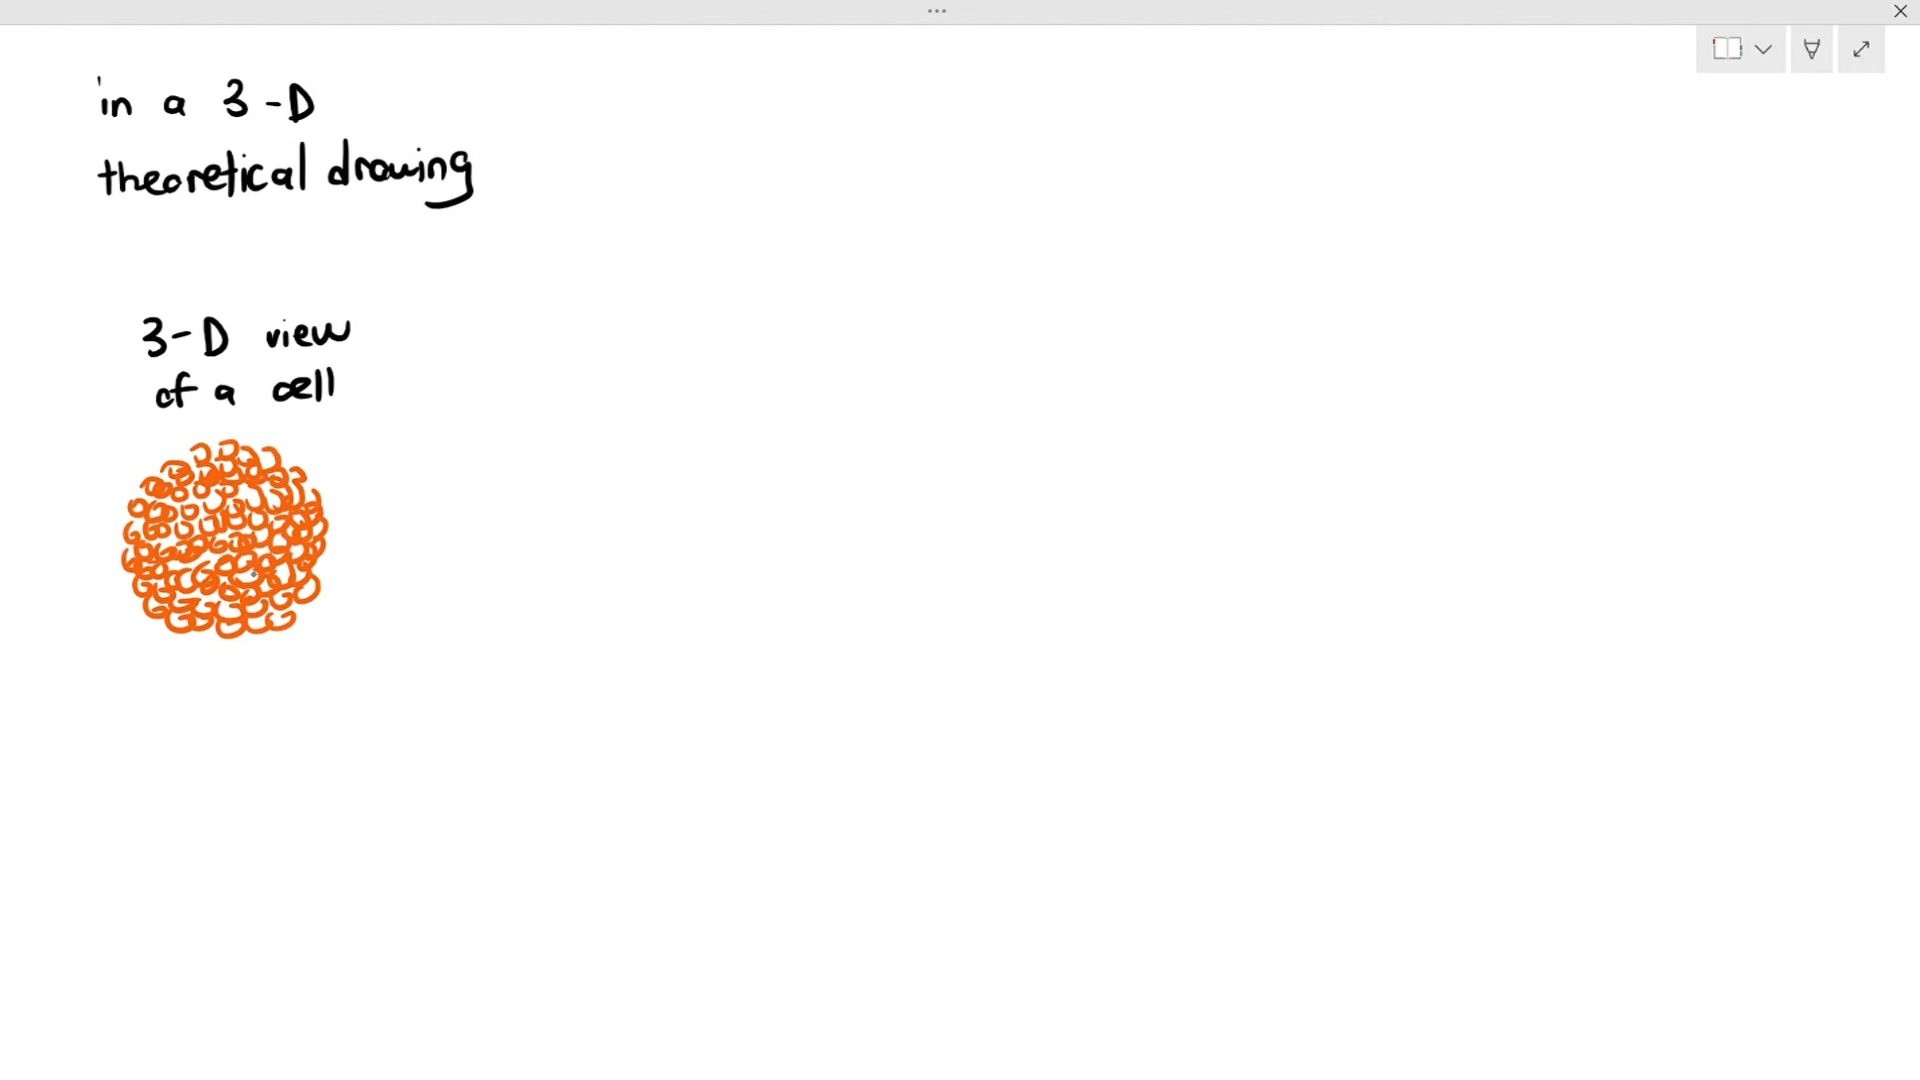 in a 3-D
theoretical drawing
3-D view
of a cell